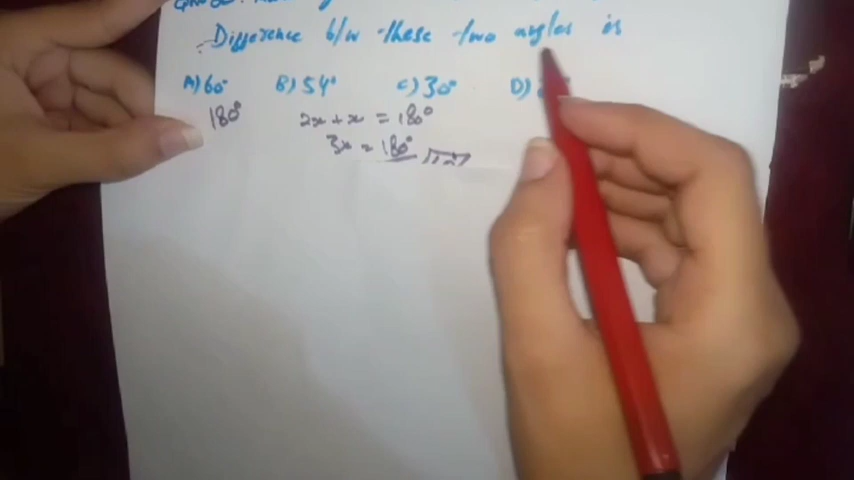 Difference b/w these two angles is
A) 60° B) 54° C) 30° D)
180° 2x + x = 180°
3x = 180°